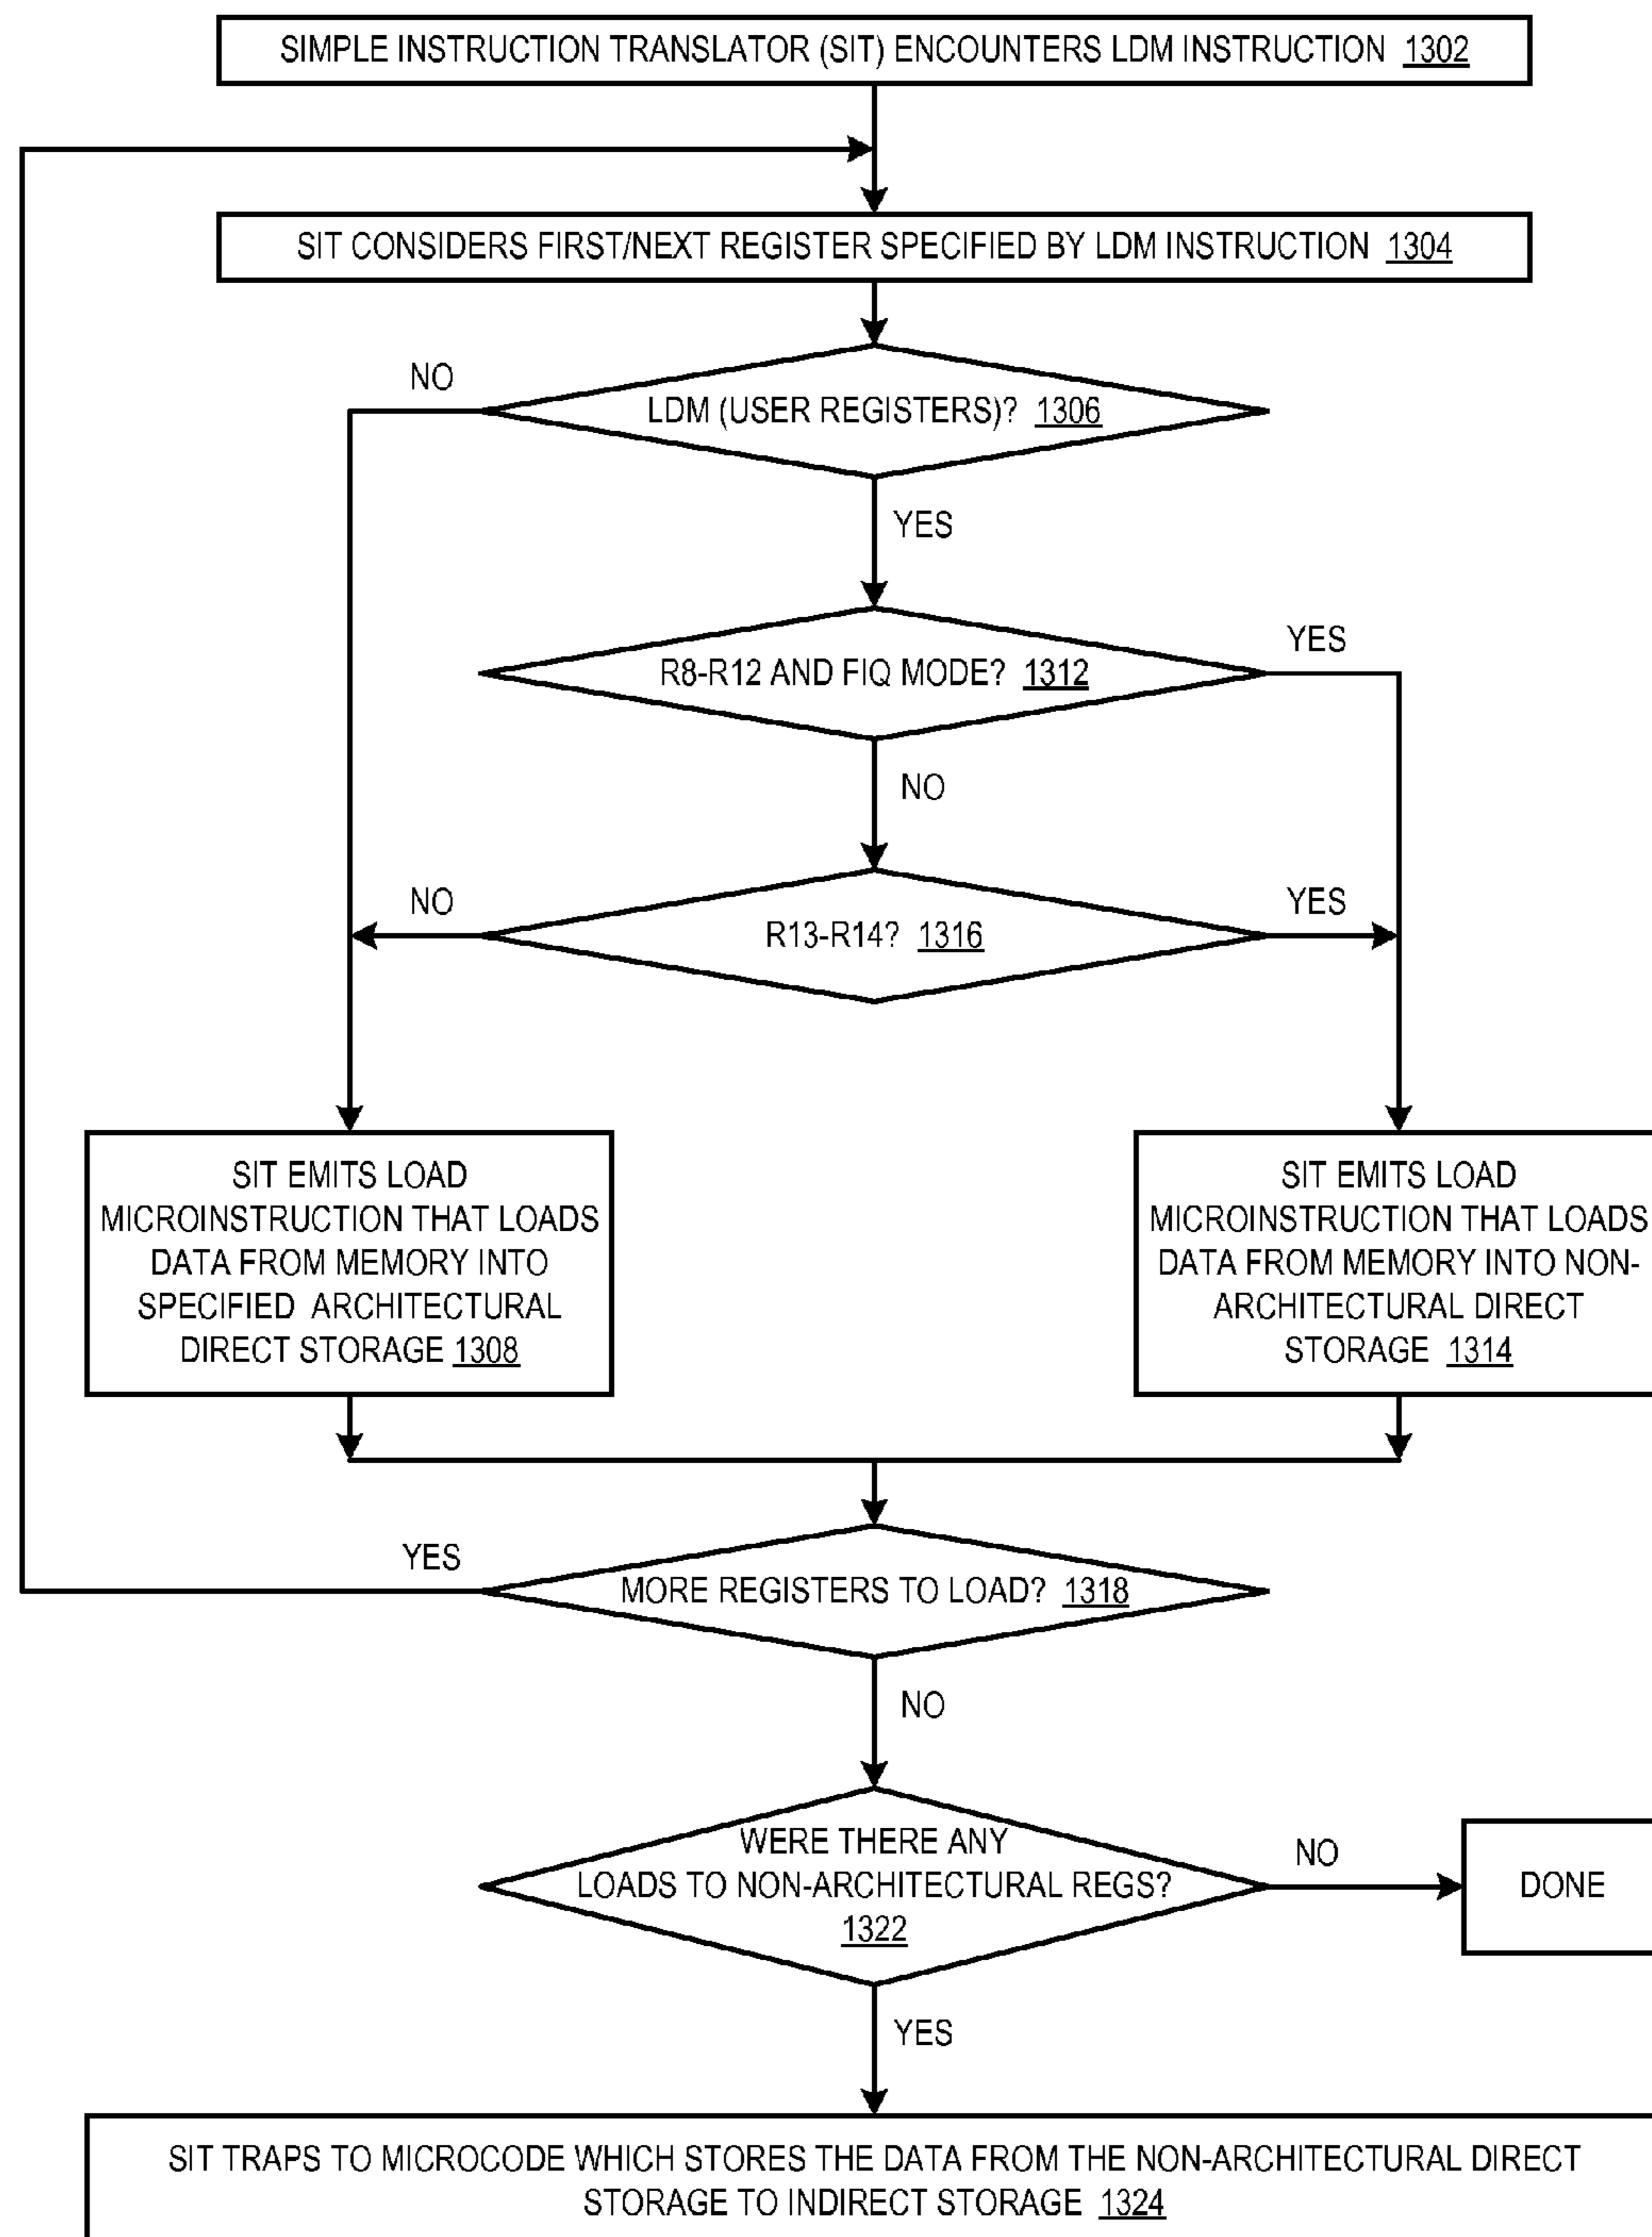 SIMPLE INSTRUCTION TRANSLATOR (SIT) ENCOUNTERS LDM INSTRUCTION 1302
SIT CONSIDERS FIRST/NEXT REGISTER SPECIFIED BY LDM INSTRUCTION 1304
NO
LDM (USER REGISTERS)? 1306
YES
YES
R8-R12 AND FIQ MODE? 1312
NO
NO
YES
R13-R14? 1316
SIT EMITS LOAD
MICROINSTRUCTION THAT LOADS
DATA FROM MEMORY INTO
SPECIFIED ARCHITECTURAL
DIRECT STORAGE 1308
SIT EMITS LOAD
MICROINSTRUCTION THAT LOADS
DATA FROM MEMORY INTO NON-
ARCHITECTURAL DIRECT
STORAGE 1314
YES
MORE REGISTERS TO LOAD? 1318
NO
WERE THERE ANY
LOADS TO NON-ARCHITECTURAL REGS?
1322
NO
DONE
YES
SIT TRAPS TO MICROCODE WHICH STORES THE DATA FROM THE NON-ARCHITECTURAL DIRECT
STORAGE TO INDIRECT STORAGE 1324